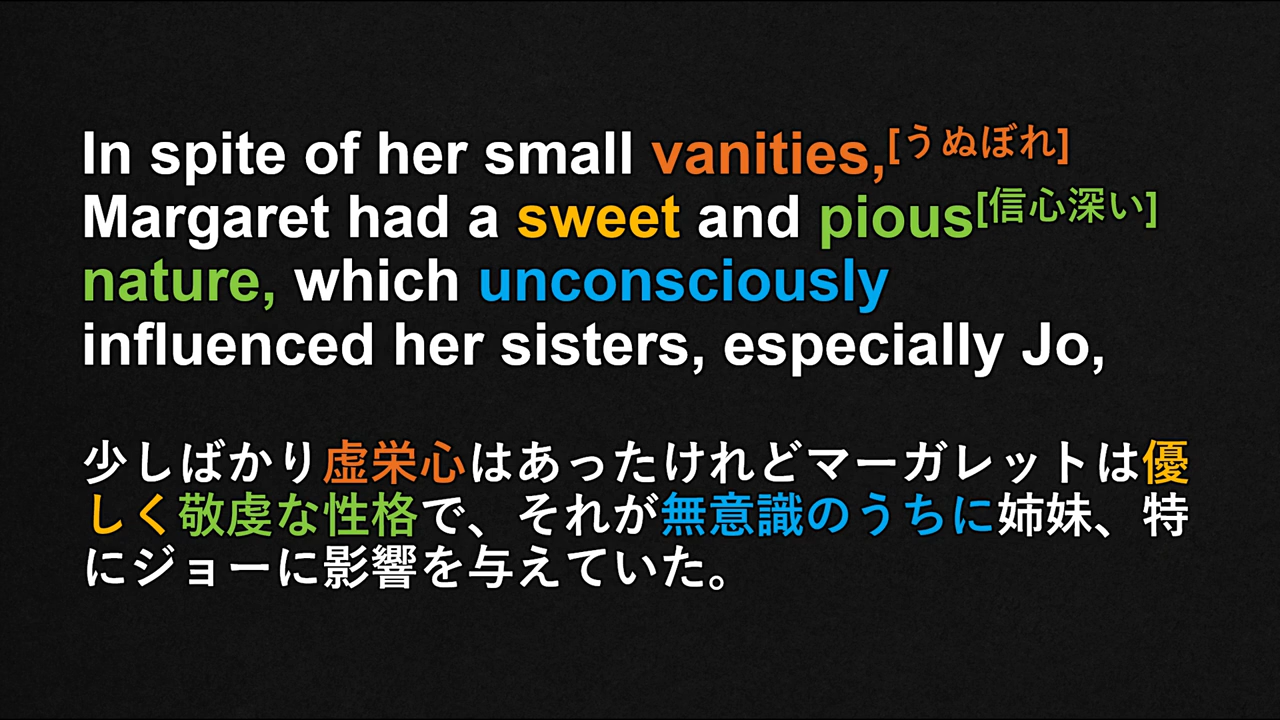 In spite of her small vanities,[うぬぼれ]
Margaret had a sweet and pious[信心深い]
nature, which unconsciously
influenced her sisters, especially Jo,
少しばかり虚栄心はあったけれどマーガレットは優
しく敬虔な性格で、それが無意識のうちに姉妹、特
にジョーに影響を与えていた。